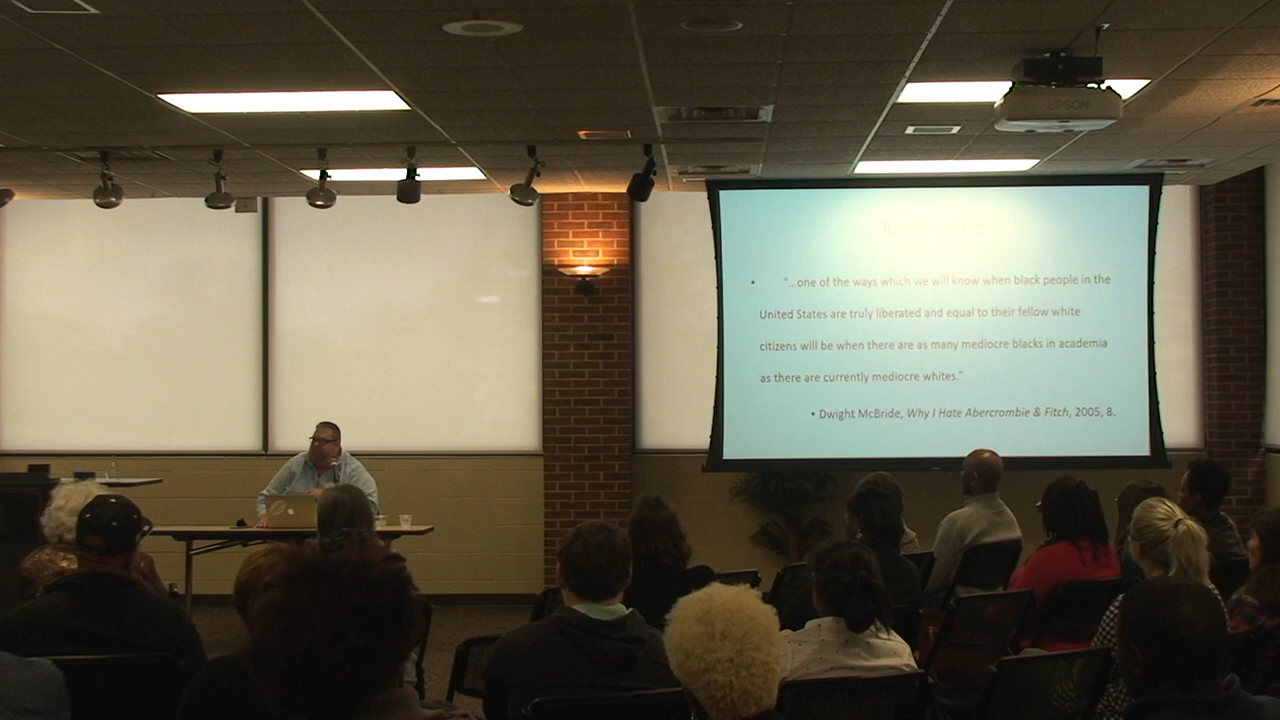 EPSON
• "...one of the ways which we will know when black people in the
United States are truly liberated and equal to their fellow white
citizens will be when there are as many mediocre blacks in academia
as there are currently mediocre whites."
• Dwight McBride, Why I Hate Abercrombie & Fitch, 2005, 8.